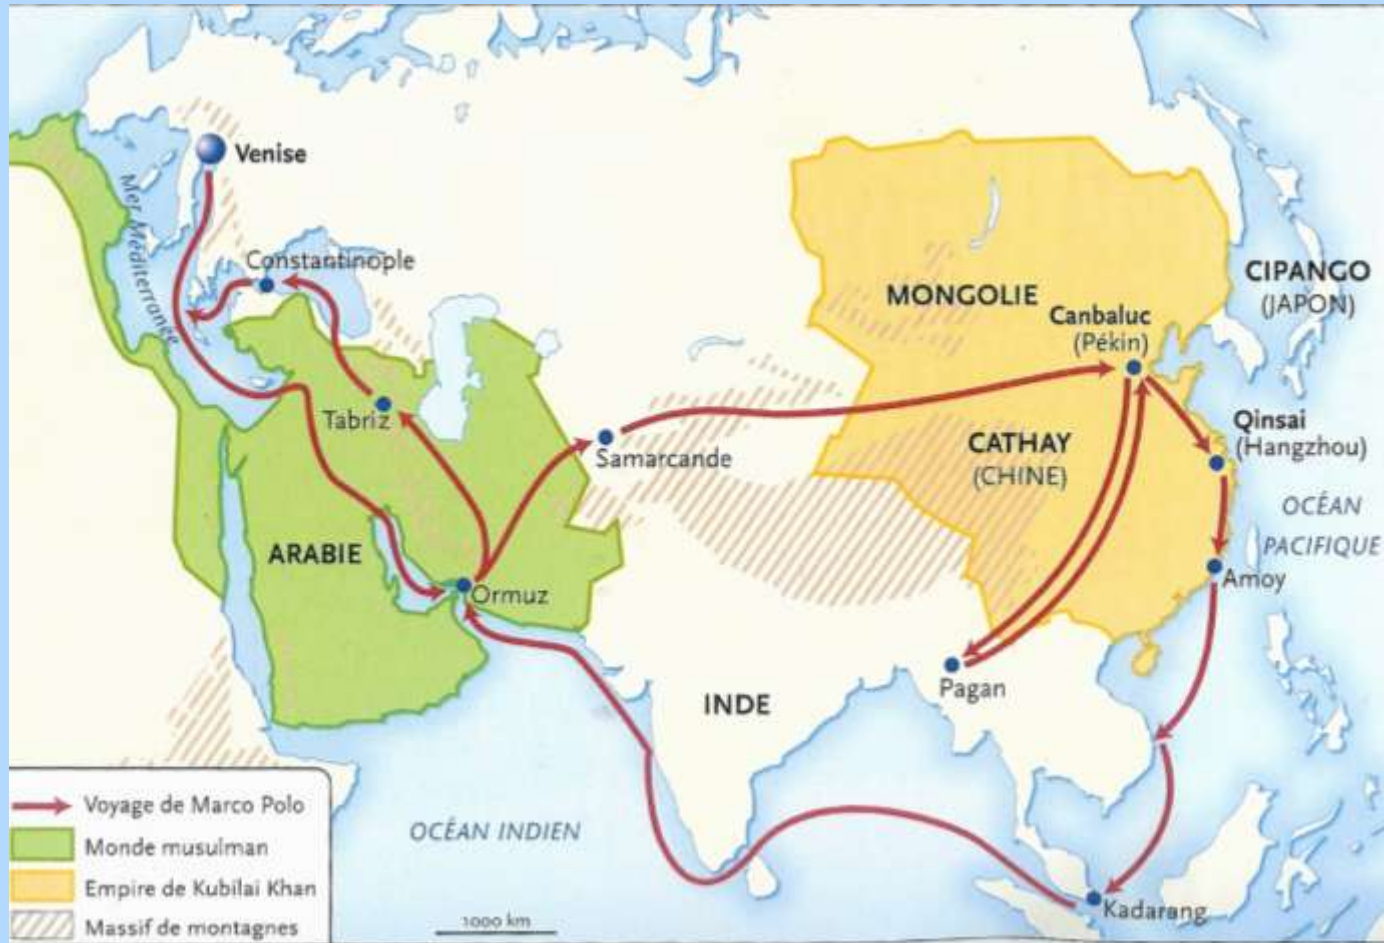 Venise
Mer Méditerranée
Constantinople
MONGOLIE
CIPANGO
(JAPON)
Canbaluc
(Pékin)
Tabriz
Samarcande
CATHAY
(CHINE)
Qinsai
(Hangzhou)
OCÉAN
PACIFIQUE
ARABIE
Ormuz
Amoy
Pagan
INDE
Voyage de Marco Polo
Monde musulman
Empire de Kubilai Khan
Massif de montagnes
OCÉAN INDIEN
1000 km
Kadarang